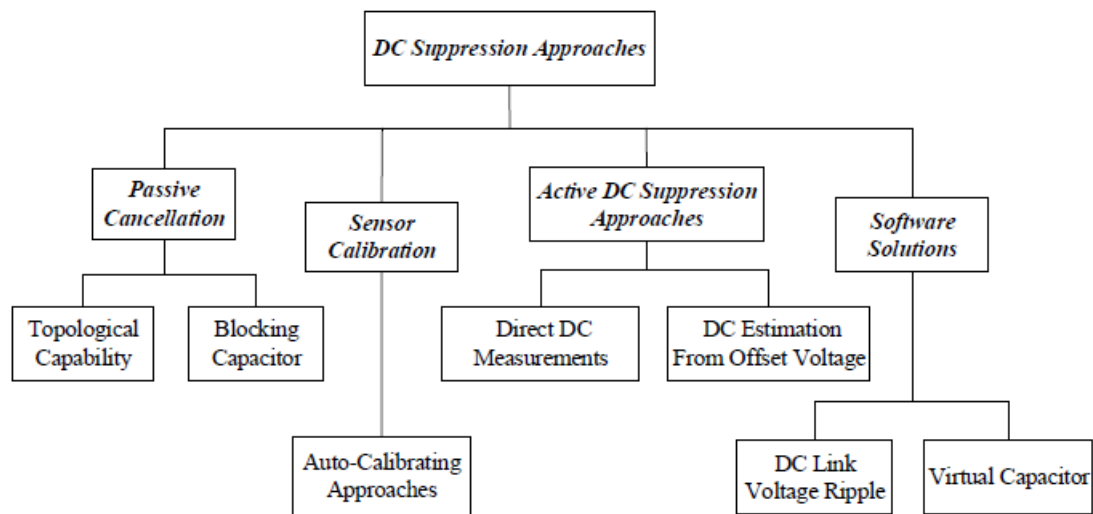 DC Suppression Approaches
Passive
Cancellation
Sensor
Calibration
Active DC Suppression
Approaches
Software
Solutions
Topological
Capability
Blocking
Capacitor
Direct DC
Measurements
DC Estimation
From Offset Voltage
Auto-Calibrating
Approaches
DC Link
Voltage Ripple
Virtual Capacitor